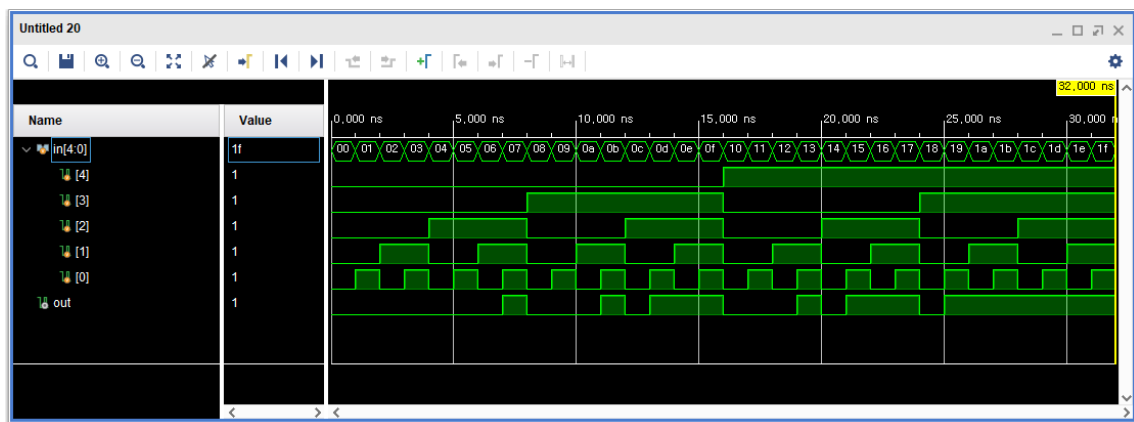 Untitled 20
32,000 ns
Name Value 0,000 ns 5,000 ns 10,000 ns 15,000 ns 20,000 ns 25,000 ns 30,000 n
in[4:0] 1f 00 01 02 03 04 05 06 07 08 09 0a 0b 0c 0d 0e 0f 10 11 12 13 14 15 16 17 18 19 1a 1b 1c 1d 1e 1f
[4] 1
[3] 1
[2] 1
[1] 1
[0] 1
out 1